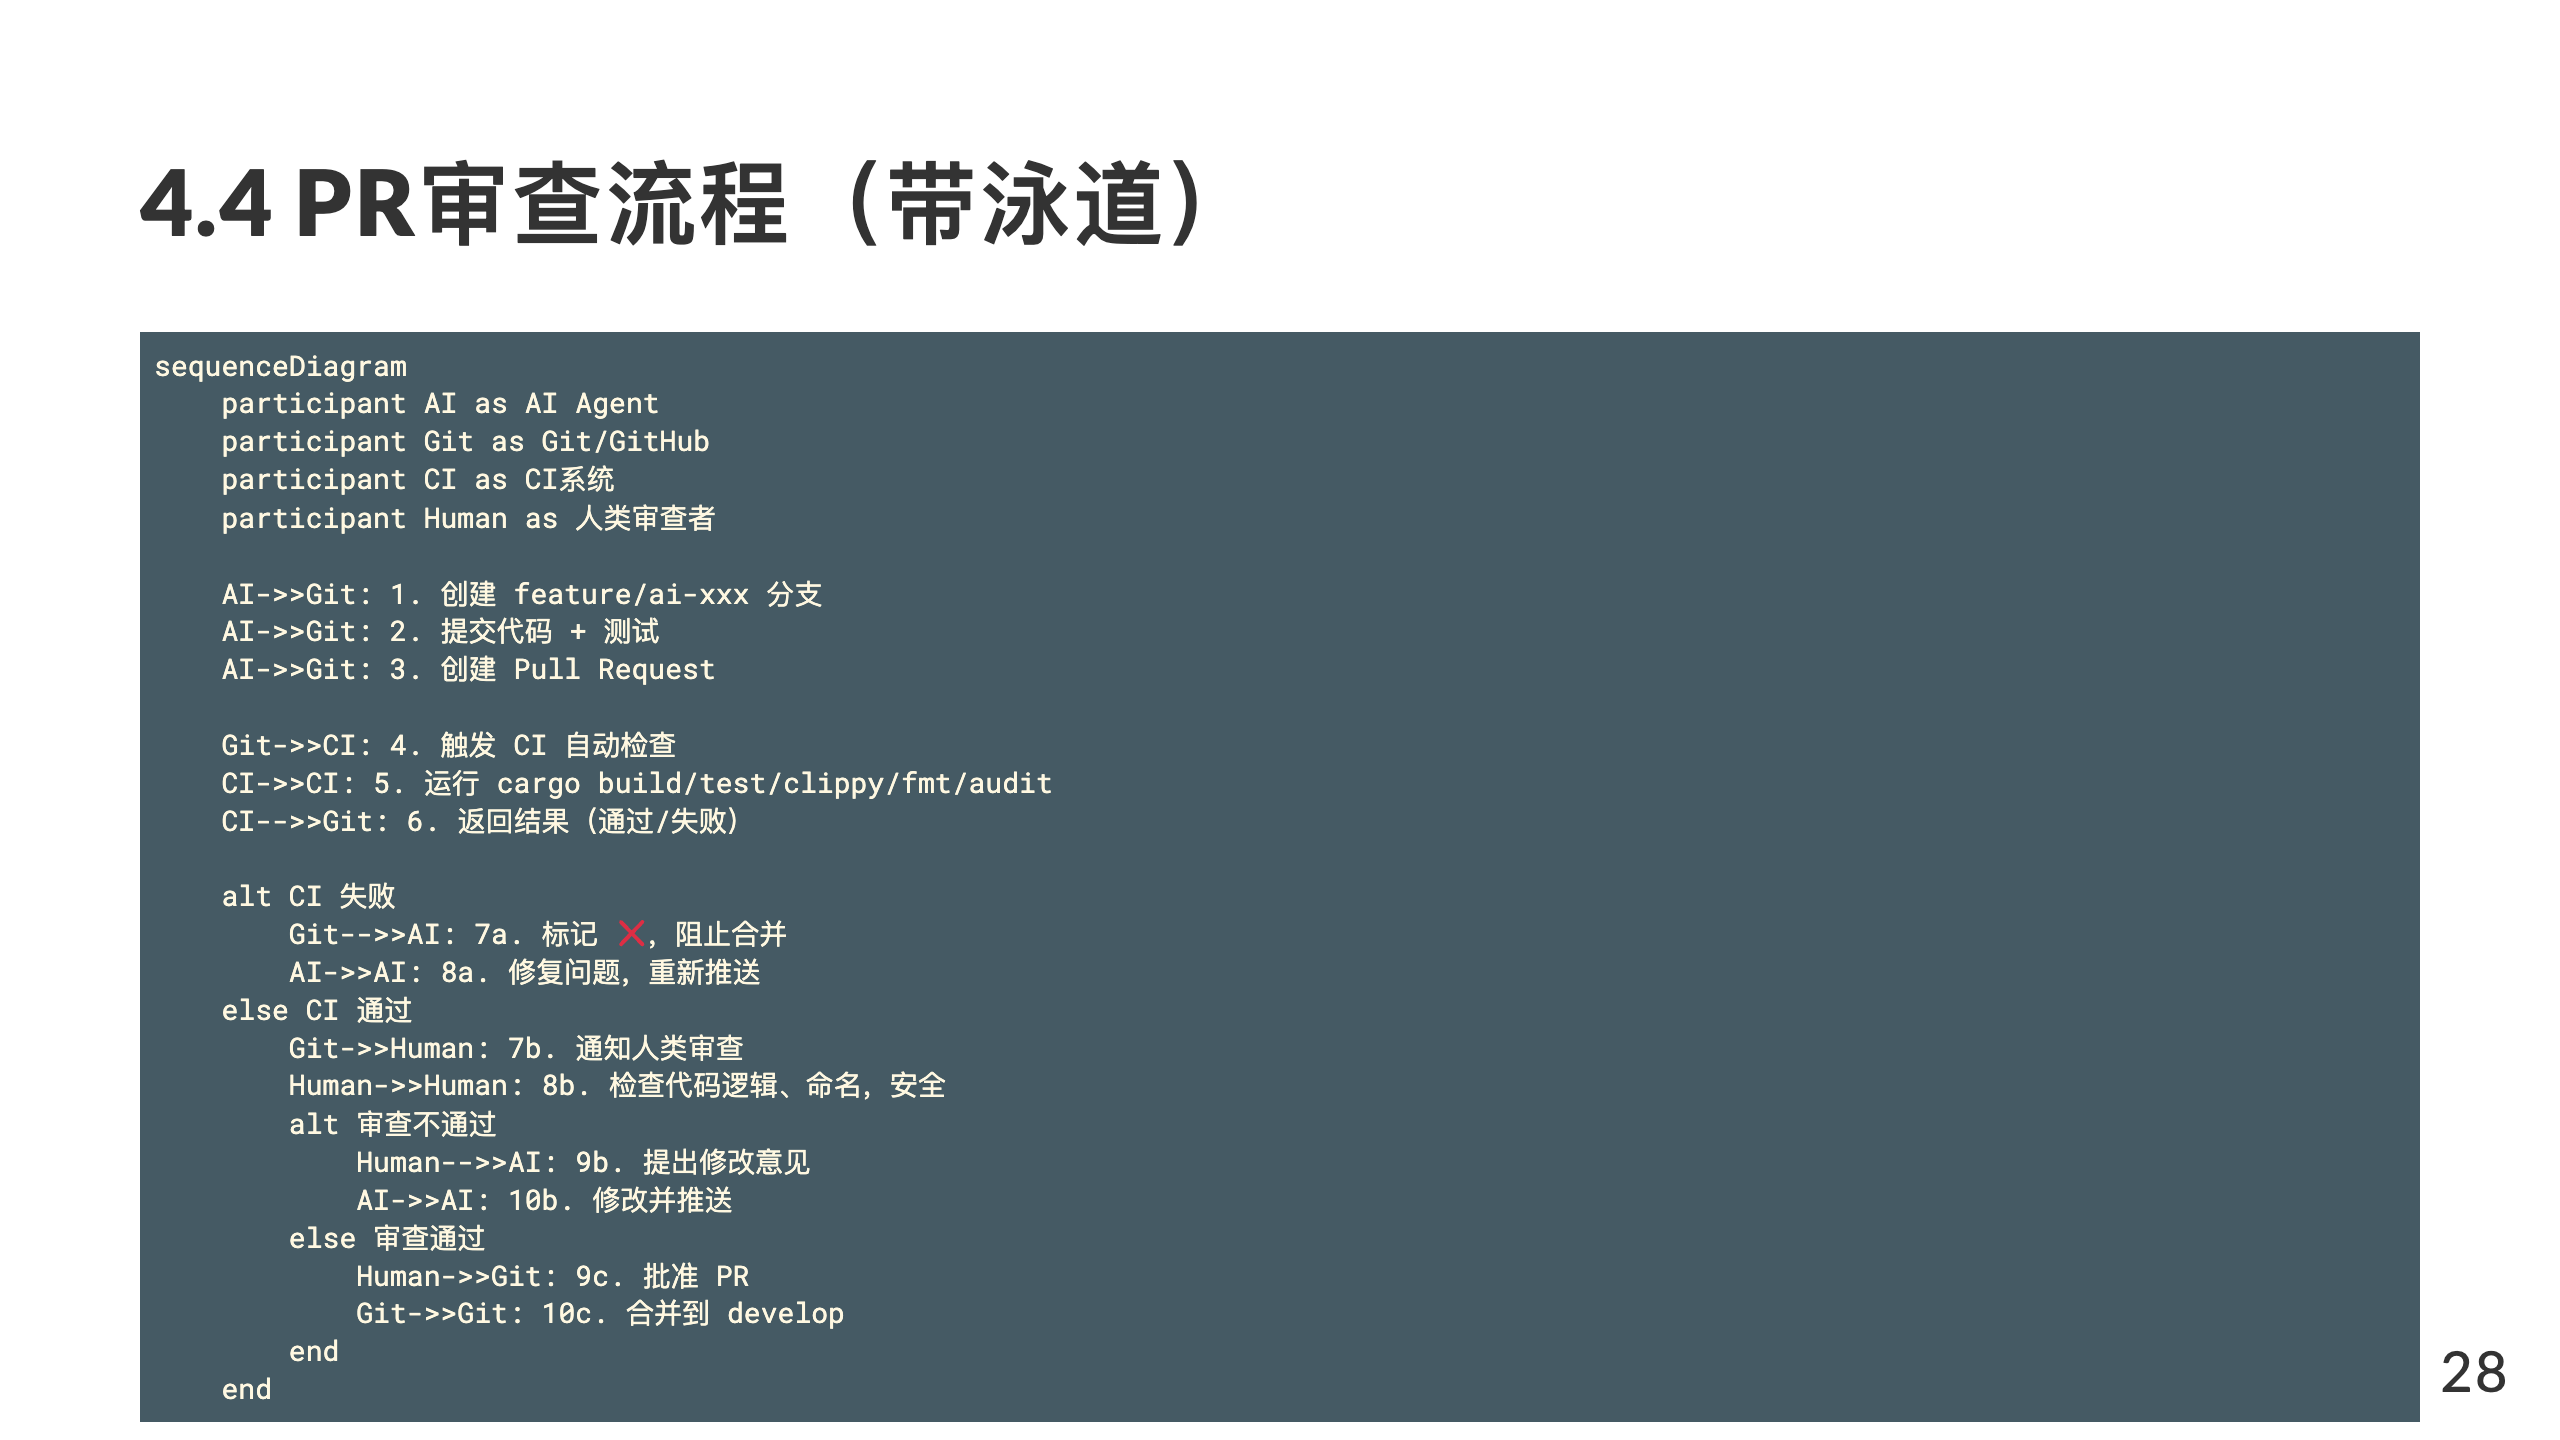 4.4 PR审查流程（带泳道）
sequenceDiagram
    participant AI as AI Agent
    participant Git as Git/GitHub
    participant CI as CI系统
    participant Human as 人类审查者
    AI->>Git: 1. 创建 feature/ai-xxx 分支
    AI->>Git: 2. 提交代码 + 测试
    AI->>Git: 3. 创建 Pull Request
    Git->>CI: 4. 触发 CI 自动检查
    CI->>CI: 5. 运行 cargo build/test/clippy/fmt/audit
    CI-->>Git: 6. 返回结果（通过/失败）
    alt CI 失败
        Git-->>AI: 7a. 标记 ❌，阻止合并
        AI->>AI: 8a. 修复问题，重新推送
    else CI 通过
        Git->>Human: 7b. 通知人类审查
        Human->>Human: 8b. 检查代码逻辑、命名，安全
        alt 审查不通过
            Human-->>AI: 9b. 提出修改意见
            AI->>AI: 10b. 修改并推送
        else 审查通过
            Human->>Git: 9c. 批准 PR
            Git->>Git: 10c. 合并到 develop
        end
    end
28